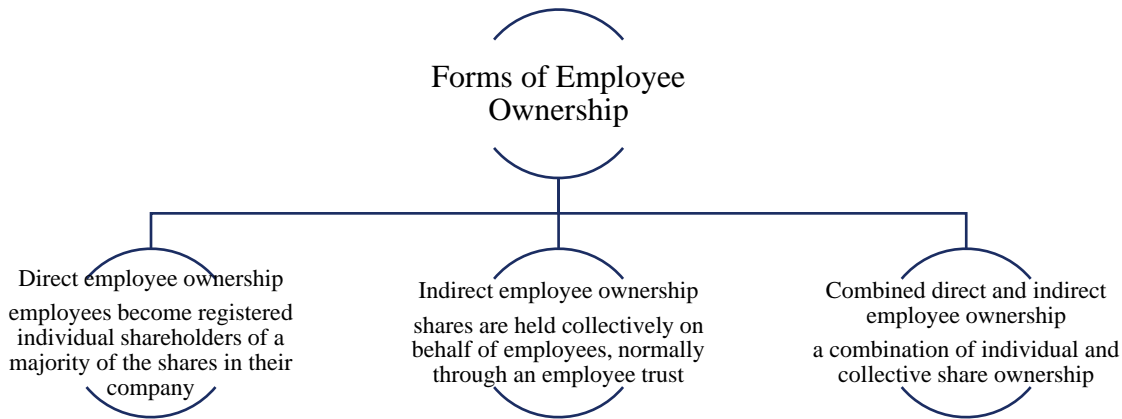 Forms of Employee
Ownership
Direct employee ownership
employees become registered
individual shareholders of a
majority of the shares in their
company
Indirect employee ownership
shares are held collectively on
behalf of employees, normally
through an employee trust
Combined direct and indirect
employee ownership
a combination of individual and
collective share ownership